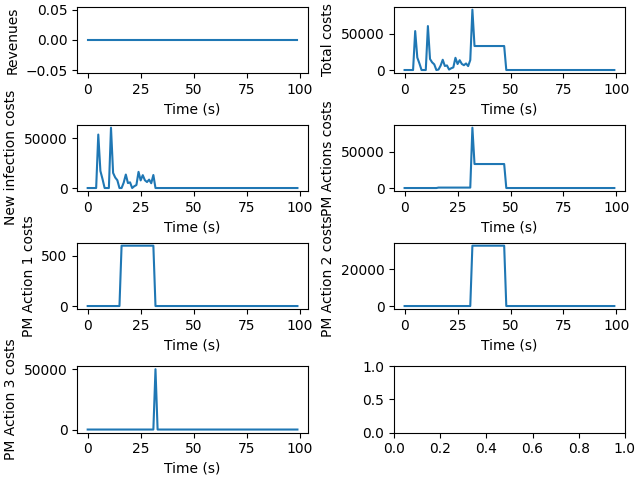 Revenues
0.05
0.00
−0.05
0 25 50 75 100
Time (s)
Total costs
50000
0
0 25 50 75 100
Time (s)
New infection costs
50000
0
0 25 50 75 100
Time (s)
PM Actions costs
50000
0
0 25 50 75 100
Time (s)
PM Action 1 costs
500
0
0 25 50 75 100
Time (s)
PM Action 2 costs
20000
0
0 25 50 75 100
Time (s)
PM Action 3 costs
50000
0
0 25 50 75 100
Time (s)
1.0
0.5
0.0
0.0 0.2 0.4 0.6 0.8 1.0